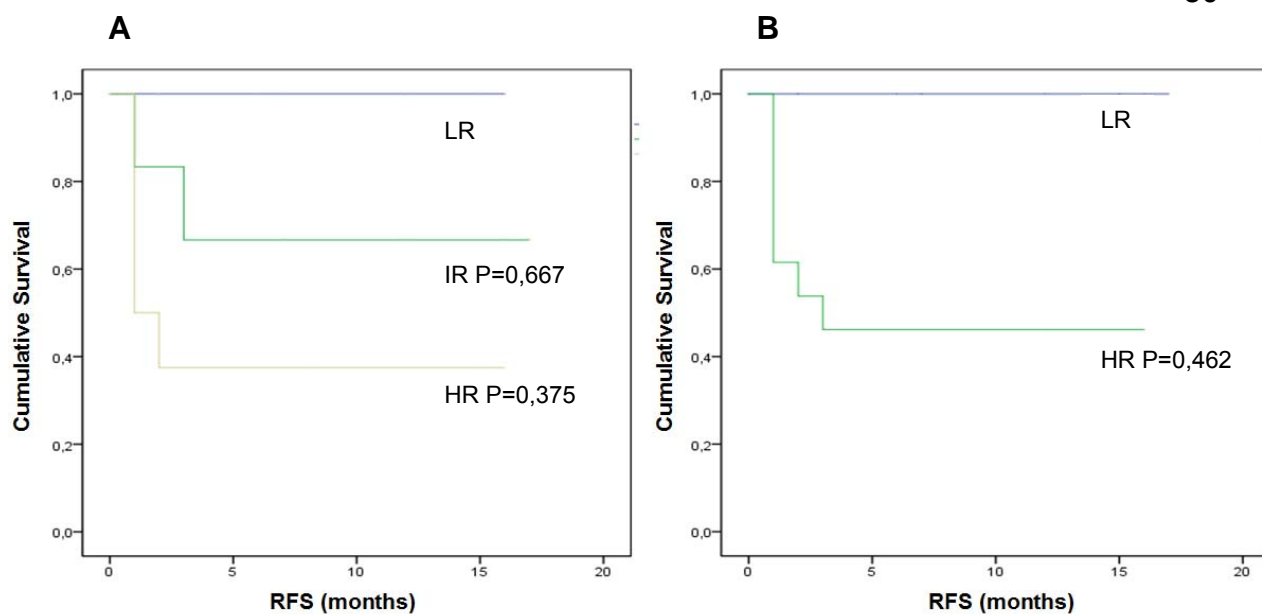 A
B
1,0
0,8
0,6
0,4
0,2
0,0
0
5
10
15
20
Cumulative Survival
RFS (months)
LR
IR P=0,667
HR P=0,375
1,0
0,8
0,6
0,4
0,2
0,0
0
5
10
15
20
Cumulative Survival
RFS (months)
LR
HR P=0,462